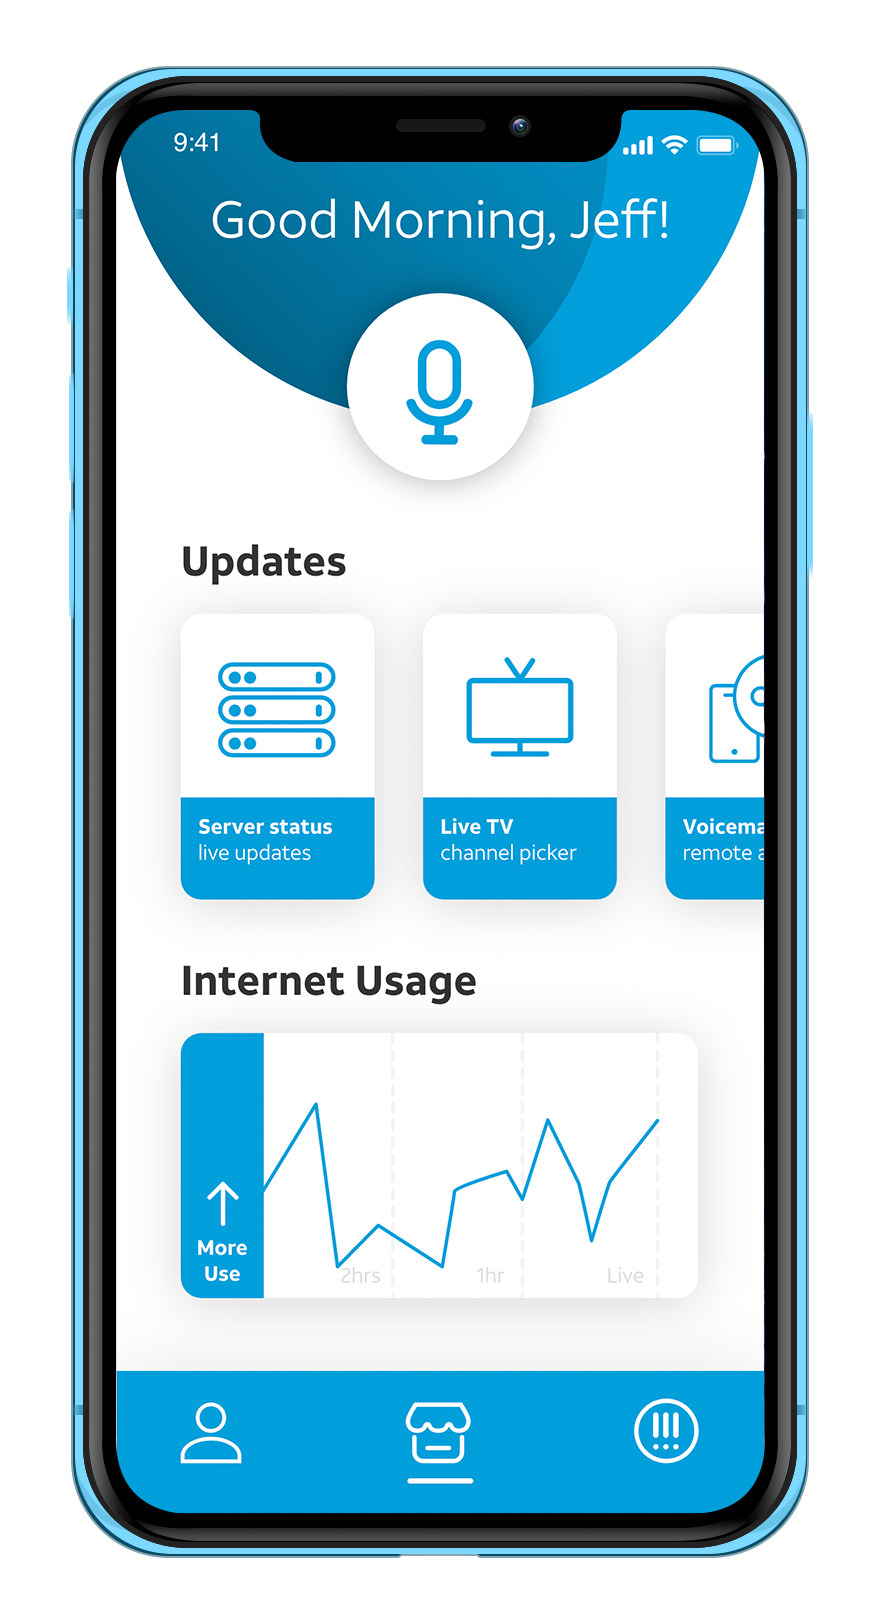 9:41
Good Morning, Jeff!
Updates
Server status
live updates
Live TV
channel picker
Voicema
remote a
Internet Usage
More
Use
2hrs
1hr
Live